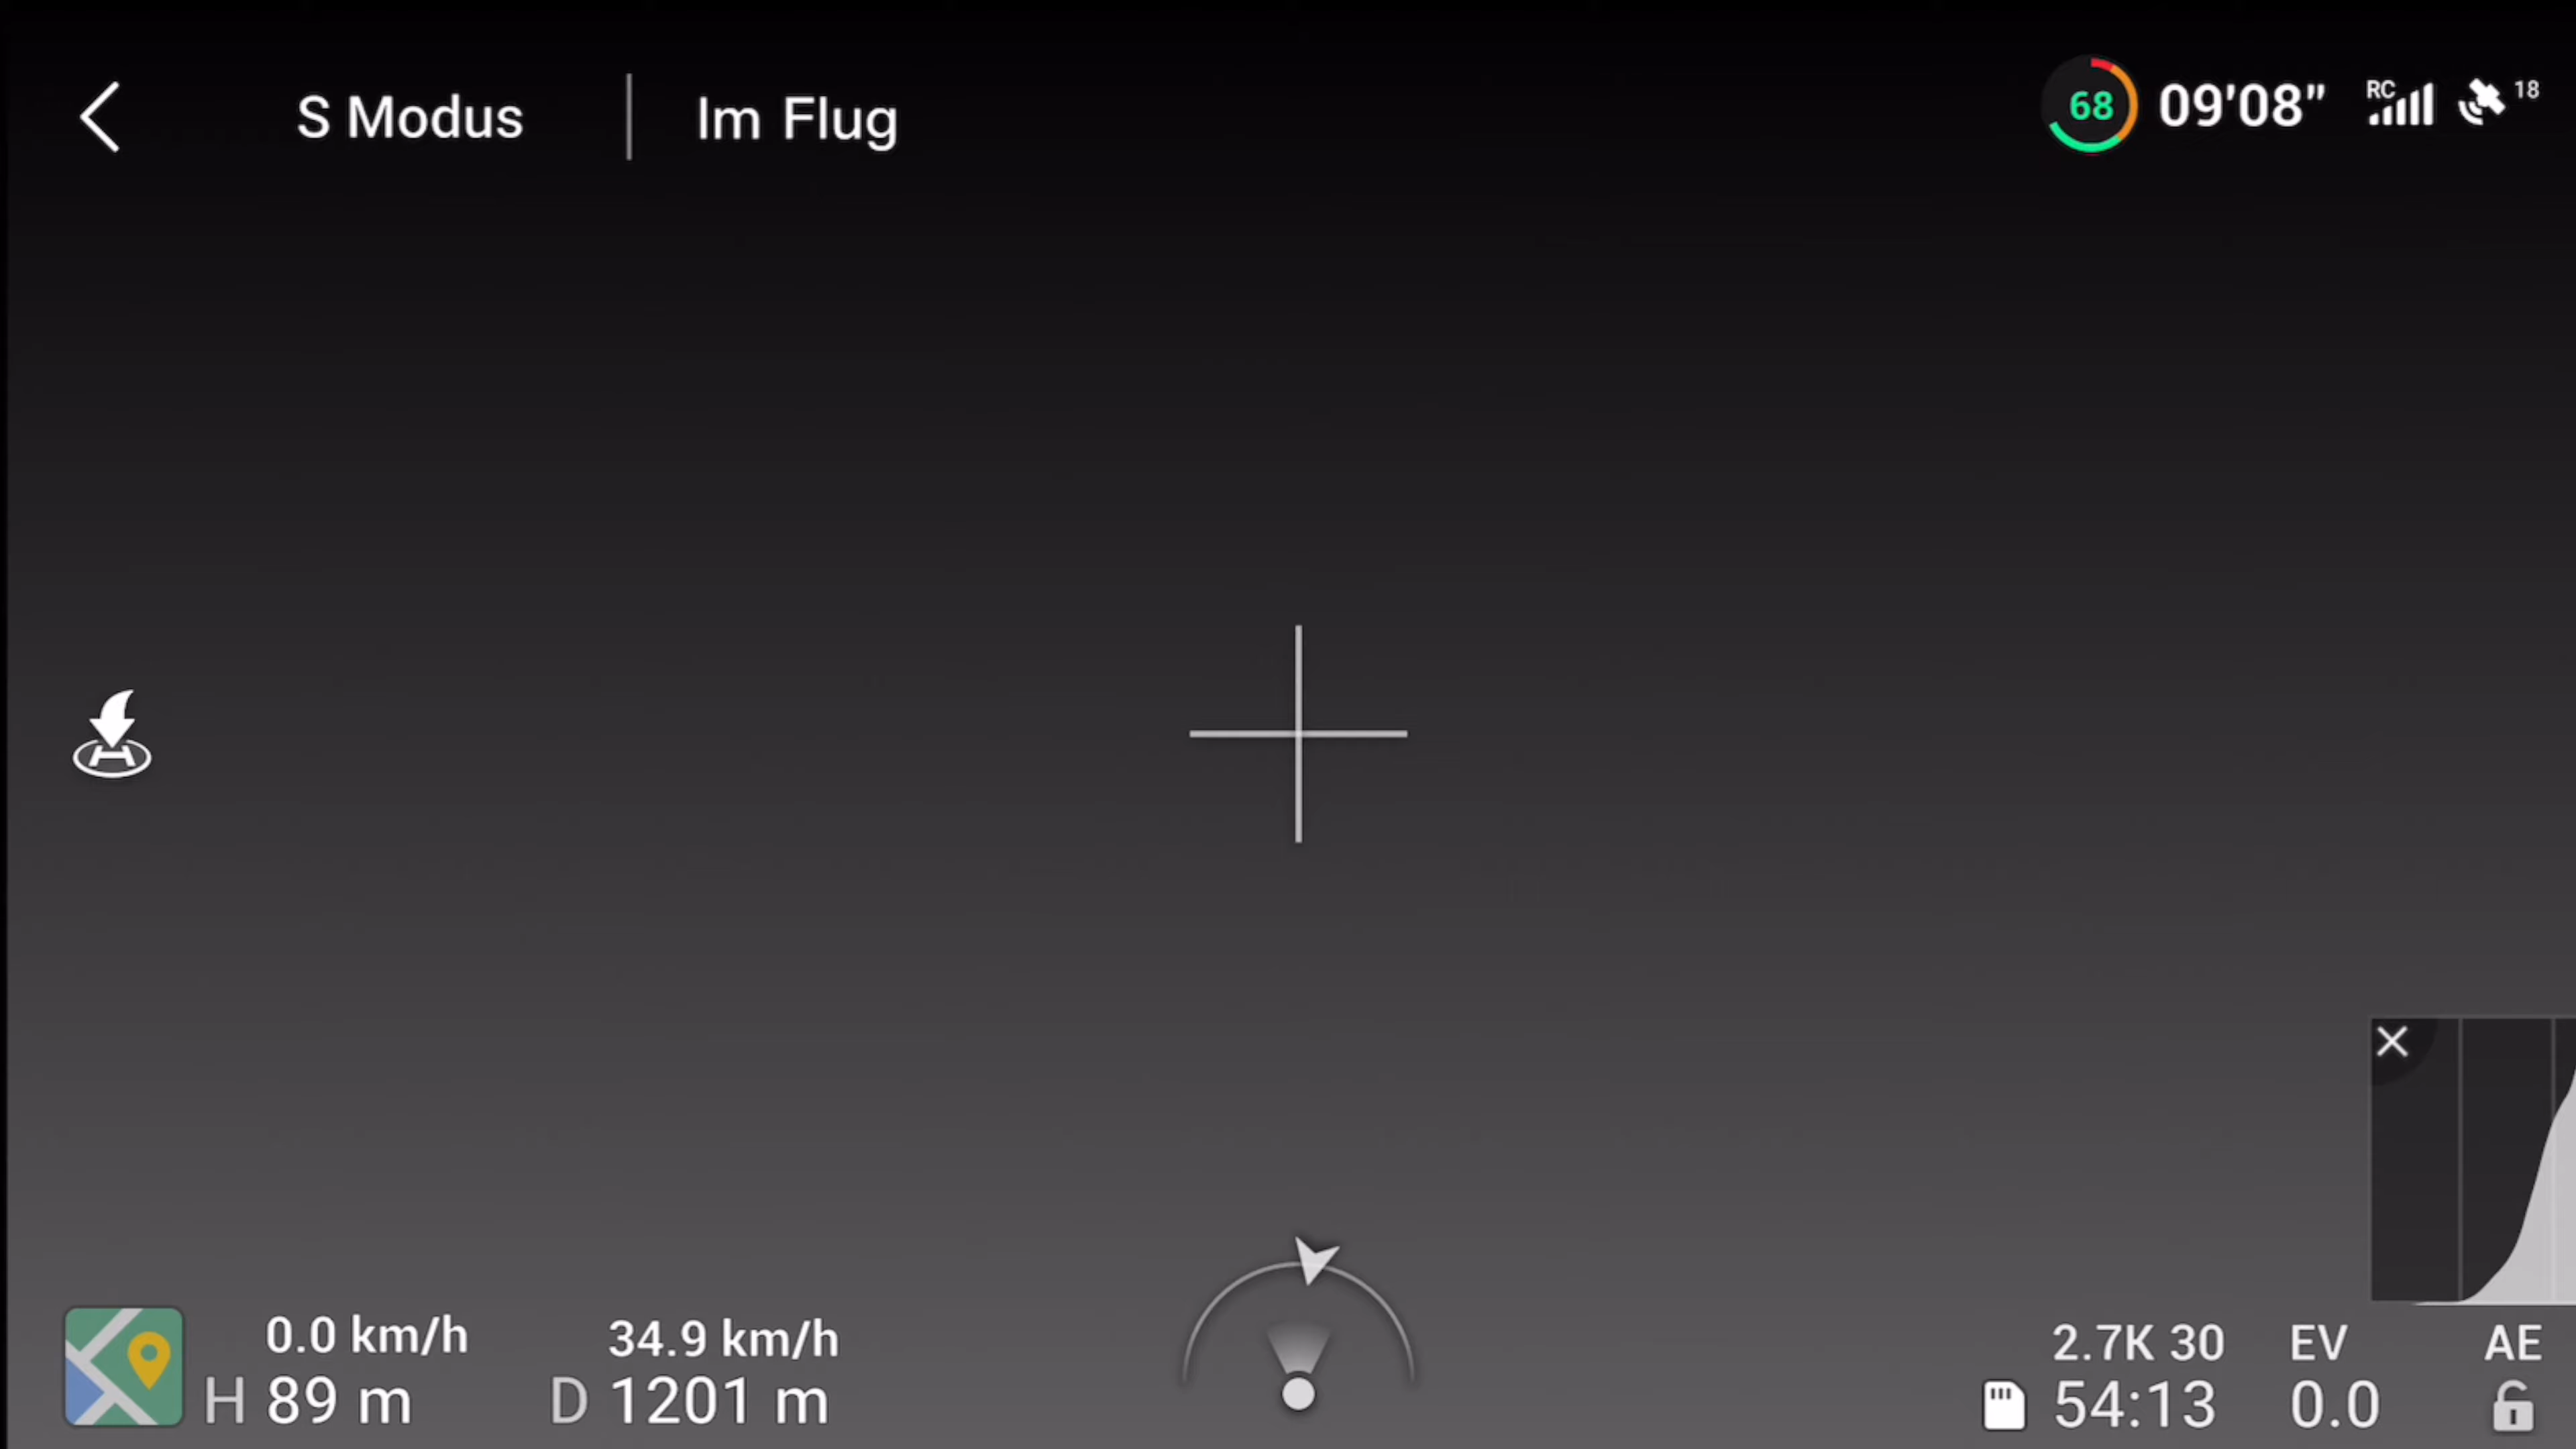 S Modus | Im Flug
68 09'08" RC 18
0.0 km/h 34.9 km/h
H 89 m D 1201 m
2.7K 30 EV AE
54:13 0.0